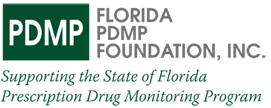 PDMP
FLORIDA
PDMP
FOUNDATION, INC.
Supporting the State of Florida
Prescription Drug Monitoring Program